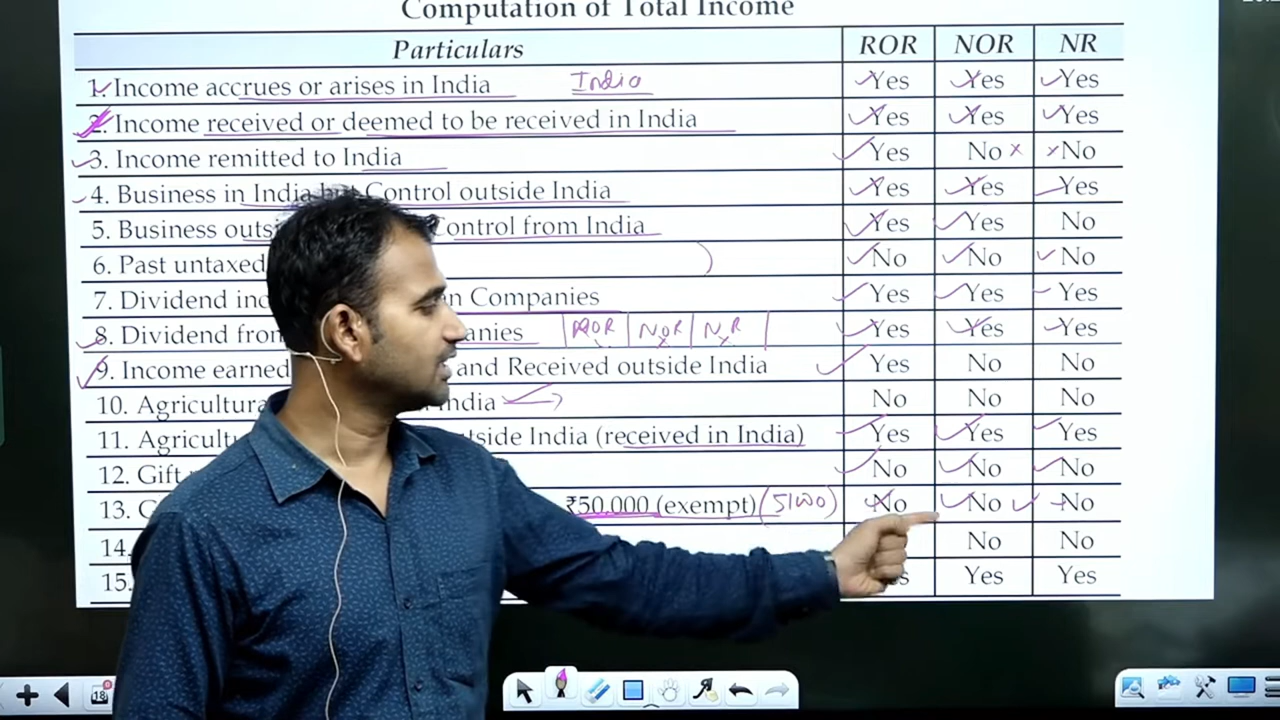 Computation of Total Income
Particulars ROR NOR NR
1. Income accrues or arises in India India Yes Yes Yes
2. Income received or deemed to be received in India Yes Yes Yes
3. Income remitted to India Yes No No
4. Business in India but Control outside India Yes Yes Yes
5. Business outsi Control from India Yes Yes No
6. Past untaxed No No No
7. Dividend inc n Companies Yes Yes Yes
8. Dividend from anies ROR NOR NR Yes Yes Yes
9. Income earned and Received outside India Yes No No
10. Agricultura ndia No No No
11. Agricultu tside India (received in India) Yes Yes Yes
12. Gift No No No
13. ₹50,000 (exempt) No No No
14. No No
15. Yes Yes
18